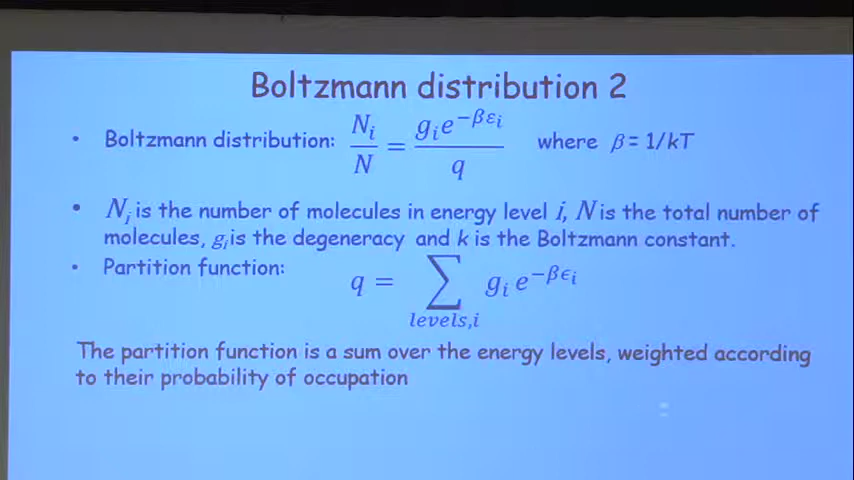 Boltzmann distribution 2
• Boltzmann distribution: Nᵢ/N = gᵢe^(−βεᵢ)/q where β = 1/kT
• Nᵢ is the number of molecules in energy level i, N is the total number of
molecules, gᵢ is the degeneracy and k is the Boltzmann constant.
• Partition function: q = ∑_(levels,i) gᵢ e^(−βϵᵢ)
The partition function is a sum over the energy levels, weighted according
to their probability of occupation